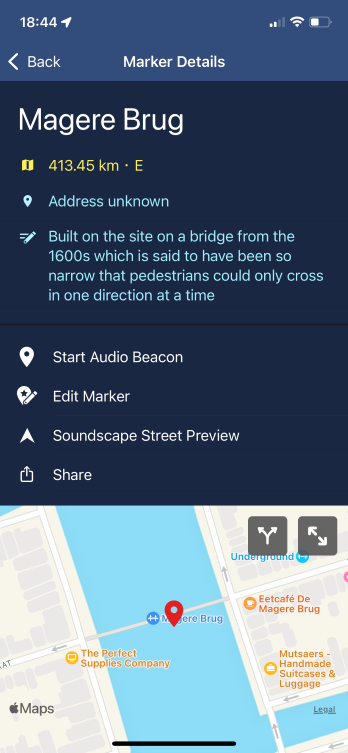 18:44
Back
Marker Details
Magere Brug
413.45 km · E
Address unknown
Built on the site on a bridge from the
1600s which is said to have been so
narrow that pedestrians could only cross
in one direction at a time
Start Audio Beacon
Edit Marker
Soundscape Street Preview
Share
Underground
Eetcafé De
Magere Brug
Magere Brug
The Perfect
Supplies Company
Mutsaers -
Handmade
Suitcases &
Luggage
Maps
Legal